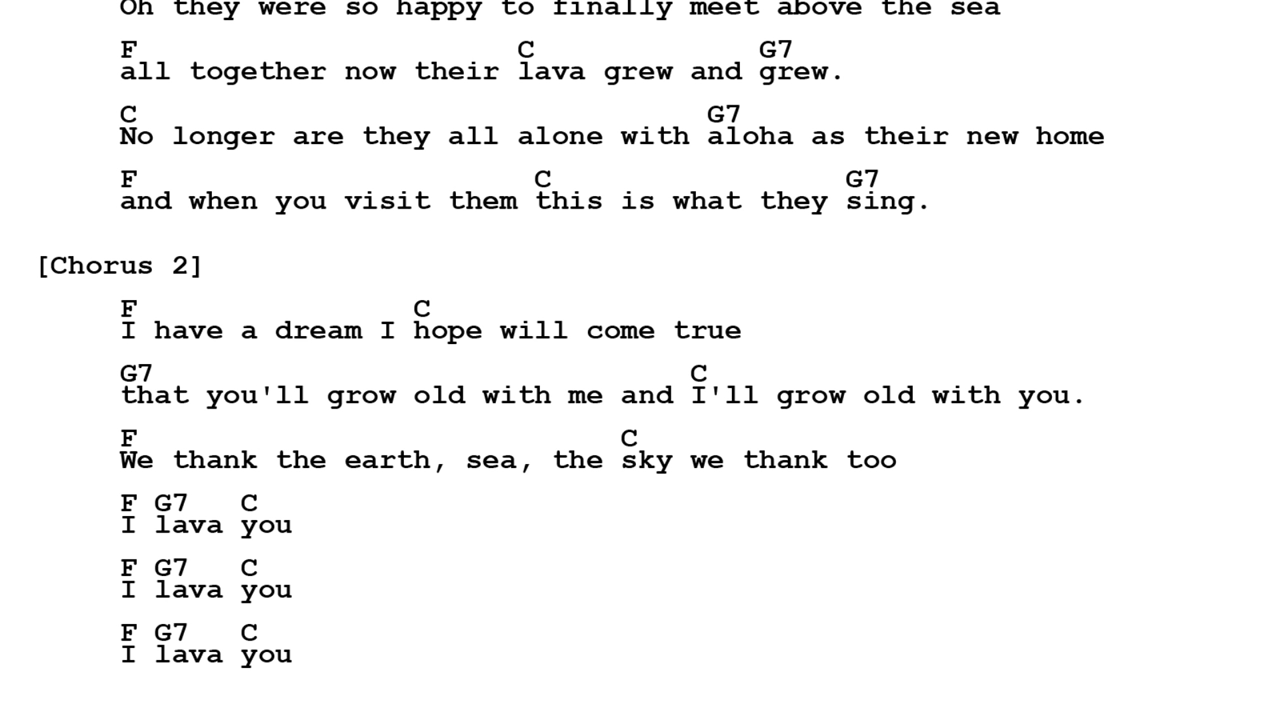 Oh they were so happy to finally meet above the sea
F C G7
all together now their lava grew and grew.
C G7
No longer are they all alone with aloha as their new home
F C G7
and when you visit them this is what they sing.
[Chorus 2]
F C
I have a dream I hope will come true
G7 C
that you'll grow old with me and I'll grow old with you.
F C
We thank the earth, sea, the sky we thank too
F G7 C
I lava you
F G7 C
I lava you
F G7 C
I lava you